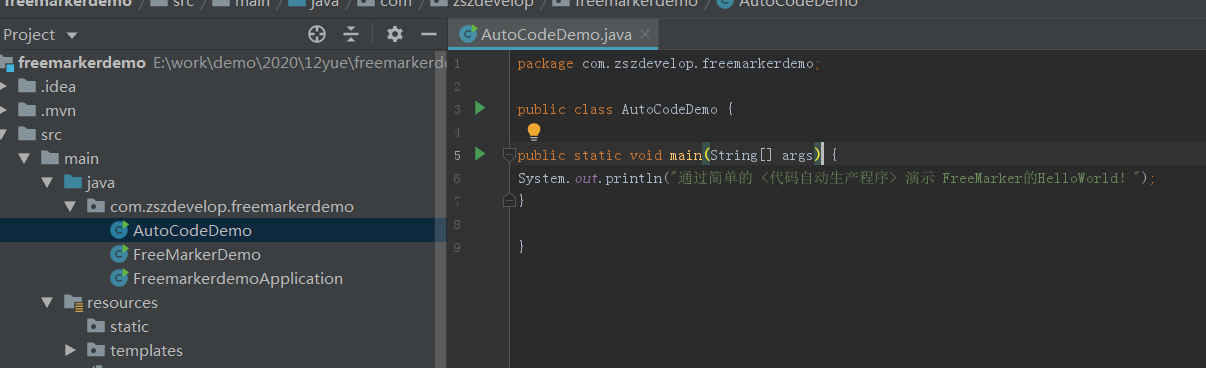 freemarkerdemo src main java com zszdevelop freemarkerdemo AutoCodeDemo
Project
AutoCodeDemo.java
freemarkerdemo E:\work\demo\2020\12yue\freemarkerd
.idea
.mvn
src
main
java
com.zszdevelop.freemarkerdemo
AutoCodeDemo
FreeMarkerDemo
FreemarkerdemoApplication
resources
static
templates
1 package com.zszdevelop.freemarkerdemo;
2
3 public class AutoCodeDemo {
4
5 public static void main(String[] args) {
6 System.out.println("通过简单的 <代码自动生产程序> 演示 FreeMarker的HelloWorld！");
7 }
8
9 }